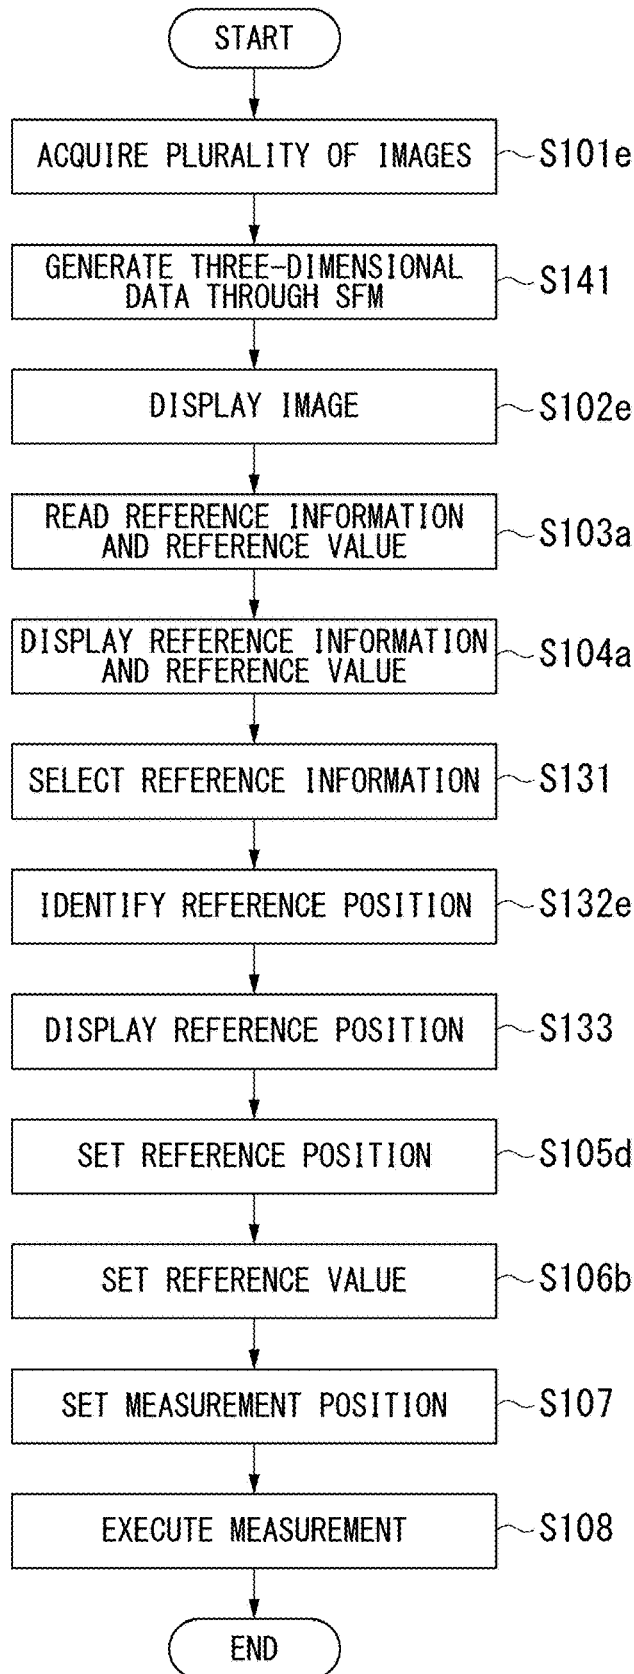 START
ACQUIRE PLURALITY OF IMAGES
S101e
GENERATE THREE-DIMENSIONAL
DATA THROUGH SFM
S141
DISPLAY IMAGE
S102e
READ REFERENCE INFORMATION
AND REFERENCE VALUE
S103a
DISPLAY REFERENCE INFORMATION
AND REFERENCE VALUE
S104a
SELECT REFERENCE INFORMATION
S131
IDENTIFY REFERENCE POSITION
S132e
DISPLAY REFERENCE POSITION
S133
SET REFERENCE POSITION
S105d
SET REFERENCE VALUE
S106b
SET MEASUREMENT POSITION
S107
EXECUTE MEASUREMENT
S108
END